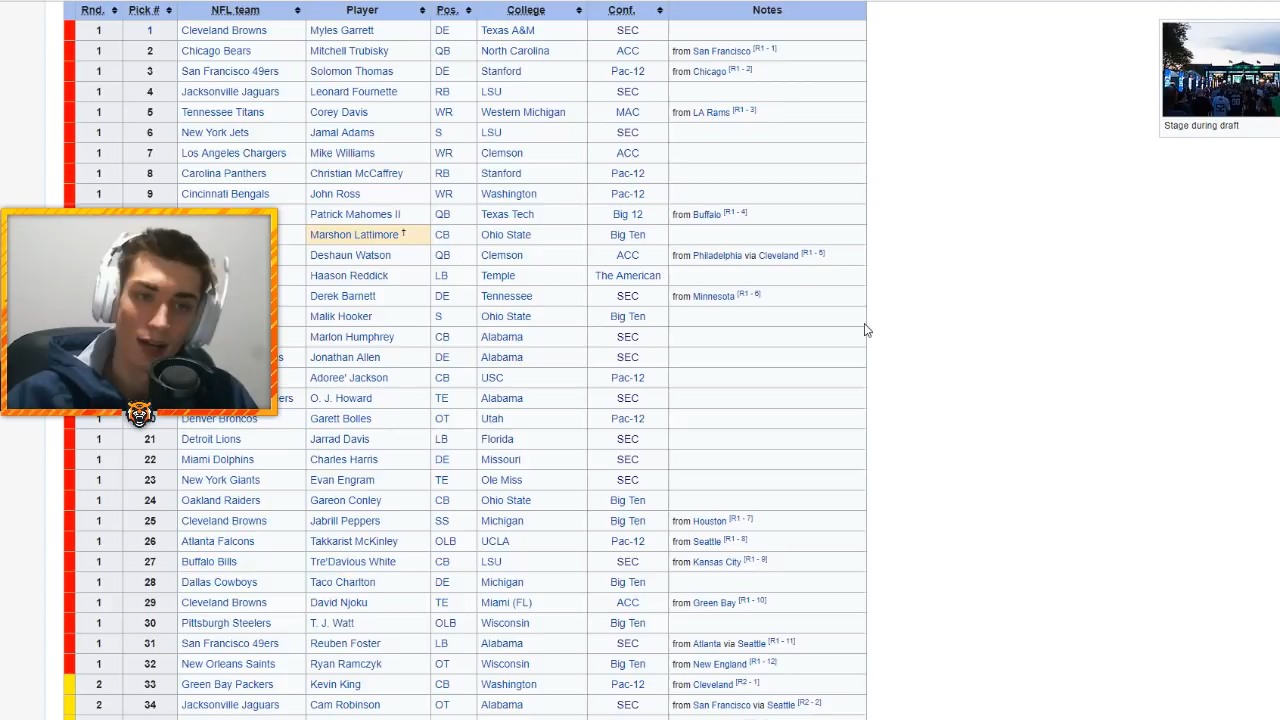 Rnd. Pick # NFL team Player Pos. College Conf. Notes
1 1 Cleveland Browns Myles Garrett DE Texas A&M SEC
1 2 Chicago Bears Mitchell Trubisky QB North Carolina ACC from San Francisco [R1 - 1]
1 3 San Francisco 49ers Solomon Thomas DE Stanford Pac-12 from Chicago [R1 - 2]
1 4 Jacksonville Jaguars Leonard Fournette RB LSU SEC
1 5 Tennessee Titans Corey Davis WR Western Michigan MAC from LA Rams [R1 - 3]
1 6 New York Jets Jamal Adams S LSU SEC
1 7 Los Angeles Chargers Mike Williams WR Clemson ACC
1 8 Carolina Panthers Christian McCaffrey RB Stanford Pac-12
1 9 Cincinnati Bengals John Ross WR Washington Pac-12
Patrick Mahomes II QB Texas Tech Big 12 from Buffalo [R1 - 4]
Marshon Lattimore † CB Ohio State Big Ten
Deshaun Watson QB Clemson ACC from Philadelphia via Cleveland [R1 - 5]
Haason Reddick LB Temple The American
Derek Barnett DE Tennessee SEC from Minnesota [R1 - 6]
Malik Hooker S Ohio State Big Ten
Marlon Humphrey CB Alabama SEC
s Jonathan Allen DE Alabama SEC
Adoree' Jackson CB USC Pac-12
ers O. J. Howard TE Alabama SEC
1 Denver Broncos Garett Bolles OT Utah Pac-12
1 21 Detroit Lions Jarrad Davis LB Florida SEC
1 22 Miami Dolphins Charles Harris DE Missouri SEC
1 23 New York Giants Evan Engram TE Ole Miss SEC
1 24 Oakland Raiders Gareon Conley CB Ohio State Big Ten
1 25 Cleveland Browns Jabrill Peppers SS Michigan Big Ten from Houston [R1 - 7]
1 26 Atlanta Falcons Takkarist McKinley OLB UCLA Pac-12 from Seattle [R1 - 8]
1 27 Buffalo Bills Tre'Davious White CB LSU SEC from Kansas City [R1 - 9]
1 28 Dallas Cowboys Taco Charlton DE Michigan Big Ten
1 29 Cleveland Browns David Njoku TE Miami (FL) ACC from Green Bay [R1 - 10]
1 30 Pittsburgh Steelers T. J. Watt OLB Wisconsin Big Ten
1 31 San Francisco 49ers Reuben Foster LB Alabama SEC from Atlanta via Seattle [R1 - 11]
1 32 New Orleans Saints Ryan Ramczyk OT Wisconsin Big Ten from New England [R1 - 12]
2 33 Green Bay Packers Kevin King CB Washington Pac-12 from Cleveland [R2 - 1]
2 34 Jacksonville Jaguars Cam Robinson OT Alabama SEC from San Francisco via Seattle [R2 - 2]
Stage during draft